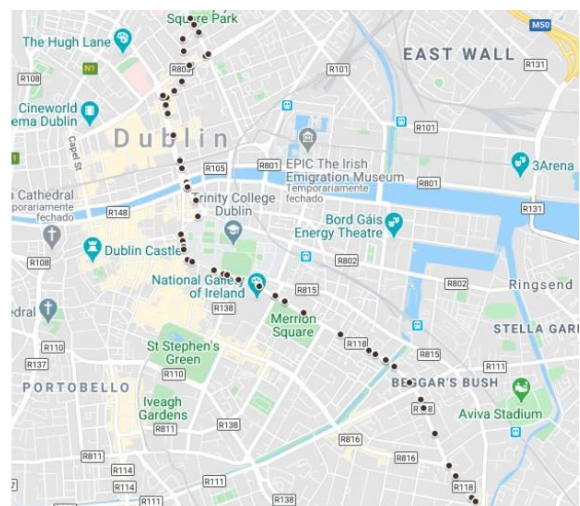 Square Park
M50
The Hugh Lane
EAST WALL
N1
R803
R108
R101
R131
Cineworld
ema Dublin
R101
Dublin
Capel St
EPIC The Irish
Emigration Museum
Temporariamente
fechado
3Arena
R105
R801
R801
R801
a Cathedral
porariamente
fechado
Trinity College
Dublin
R131
R148
Bord Gáis
Energy Theatre
Dublin Castle
R802
R108
R802
National Gallery
of Ireland
R815
Ringsend
edral
R138
Merrion
Square
STELLA GAR
R110
St Stephen's
Green
R118
R815
R137
R110
R111
PORTOBELLO
BEGGAR'S BUSH
Iveagh
Gardens
R118
Aviva Stadium
R811
R138
R816
R811
R114
R816
R114
R118
R111
R138
R111